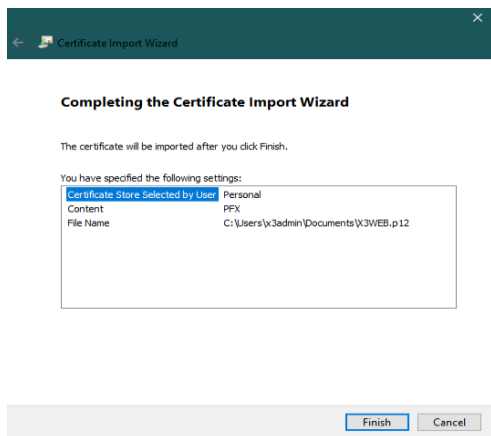 Certificate Import Wizard
Completing the Certificate Import Wizard
The certificate will be imported after you click Finish.
You have specified the following settings:
Certificate Store Selected by User Personal
Content PFX
File Name C:\Users\x3admin\Documents\X3WEB.p12
Finish Cancel